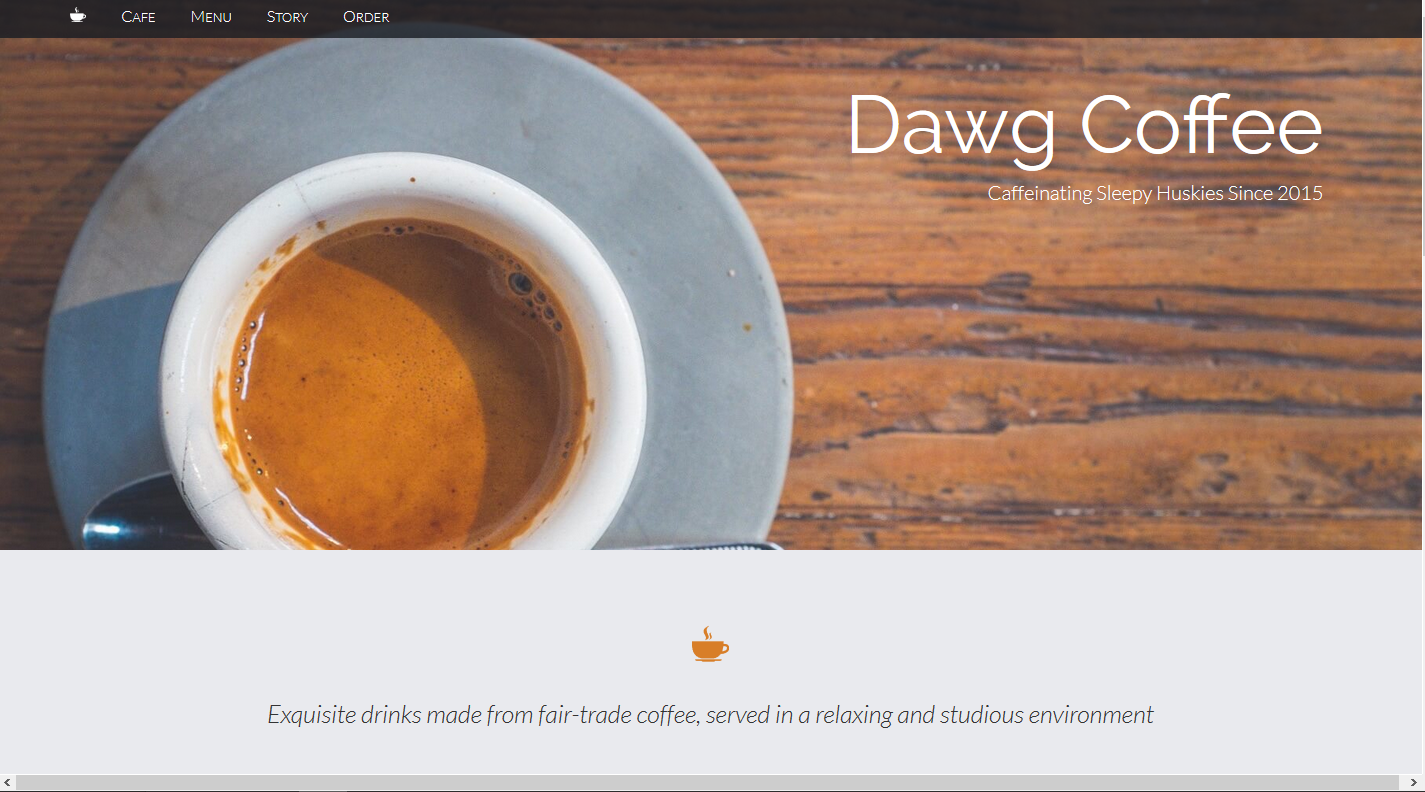 Cafe Menu Story Order
Dawg Coffee
Caffeinating Sleepy Huskies Since 2015
Exquisite drinks made from fair-trade coffee, served in a relaxing and studious environment